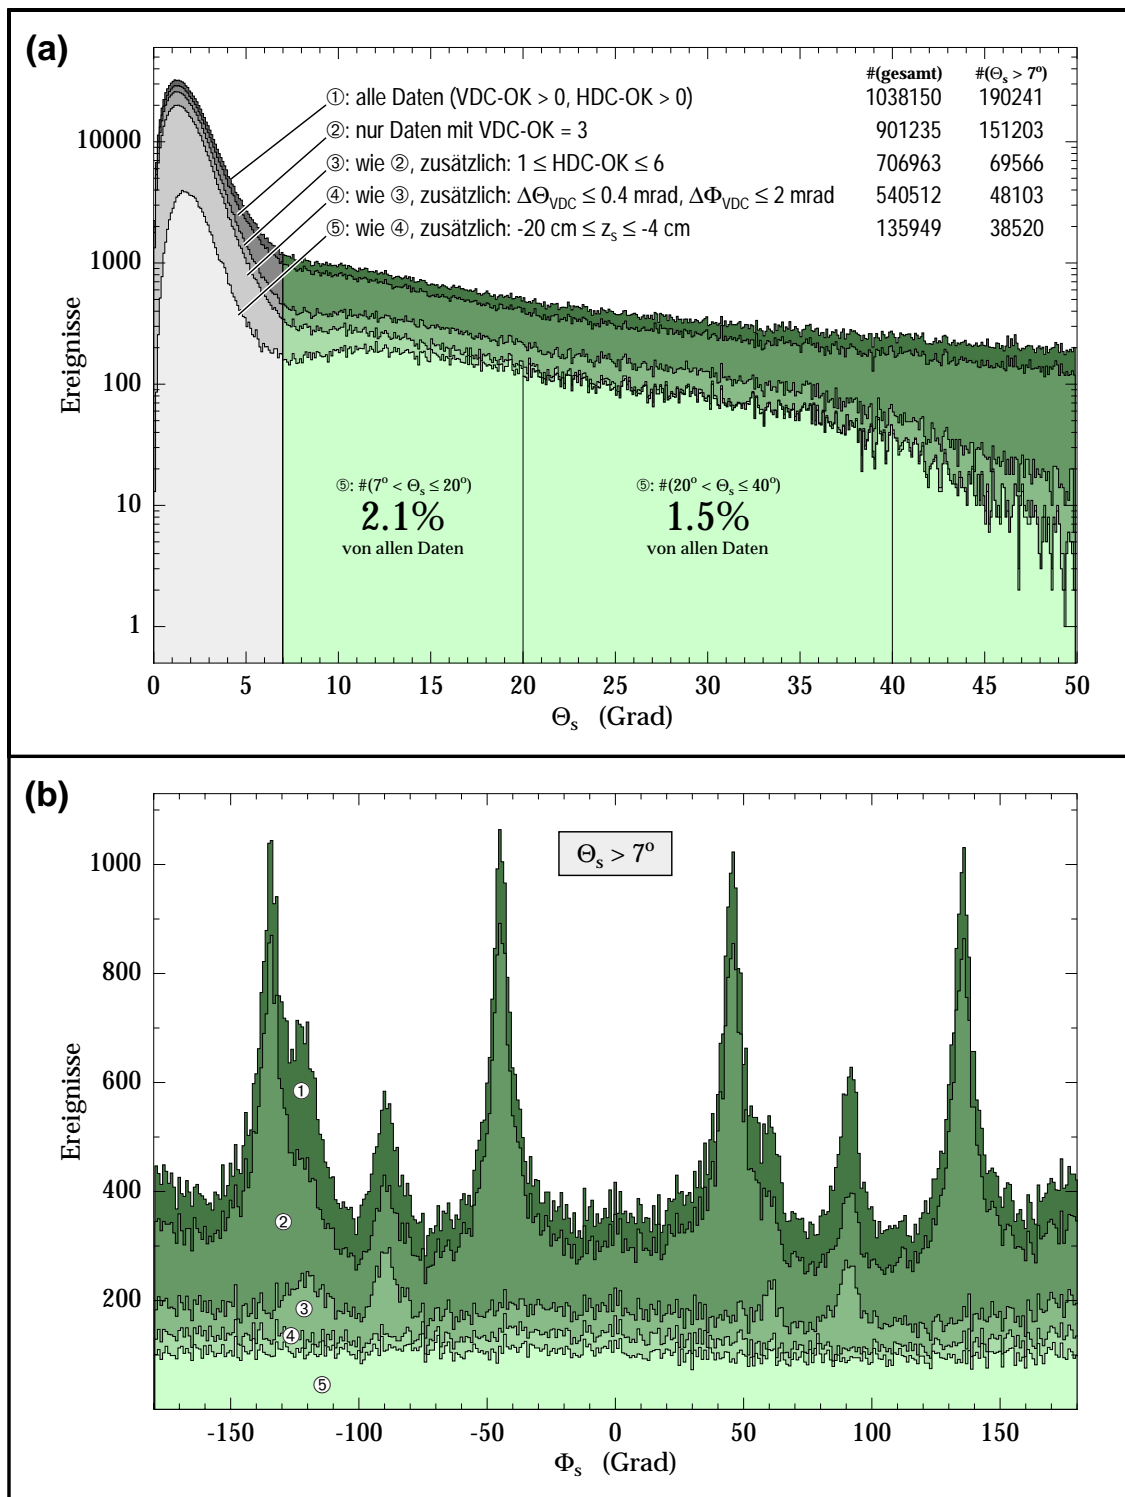 (a)
#(gesamt) #(Θs > 7°)
①: alle Daten (VDC-OK > 0, HDC-OK > 0) 1038150 190241
②: nur Daten mit VDC-OK = 3 901235 151203
③: wie ②, zusätzlich: 1 ≤ HDC-OK ≤ 6 706963 69566
④: wie ③, zusätzlich: ΔΘVDC ≤ 0.4 mrad, ΔΦVDC ≤ 2 mrad 540512 48103
⑤: wie ④, zusätzlich: -20 cm ≤ zs ≤ -4 cm 135949 38520
10000
1000
100
10
1
Ereignisse
⑤: #(7° < Θs ≤ 20°)
2.1%
von allen Daten
⑤: #(20° < Θs ≤ 40°)
1.5%
von allen Daten
0 5 10 15 20 25 30 35 40 45 50
Θs (Grad)
(b)
Θs > 7°
1000
800
600
400
200
Ereignisse
①
②
③
④
⑤
-150 -100 -50 0 50 100 150
Φs (Grad)